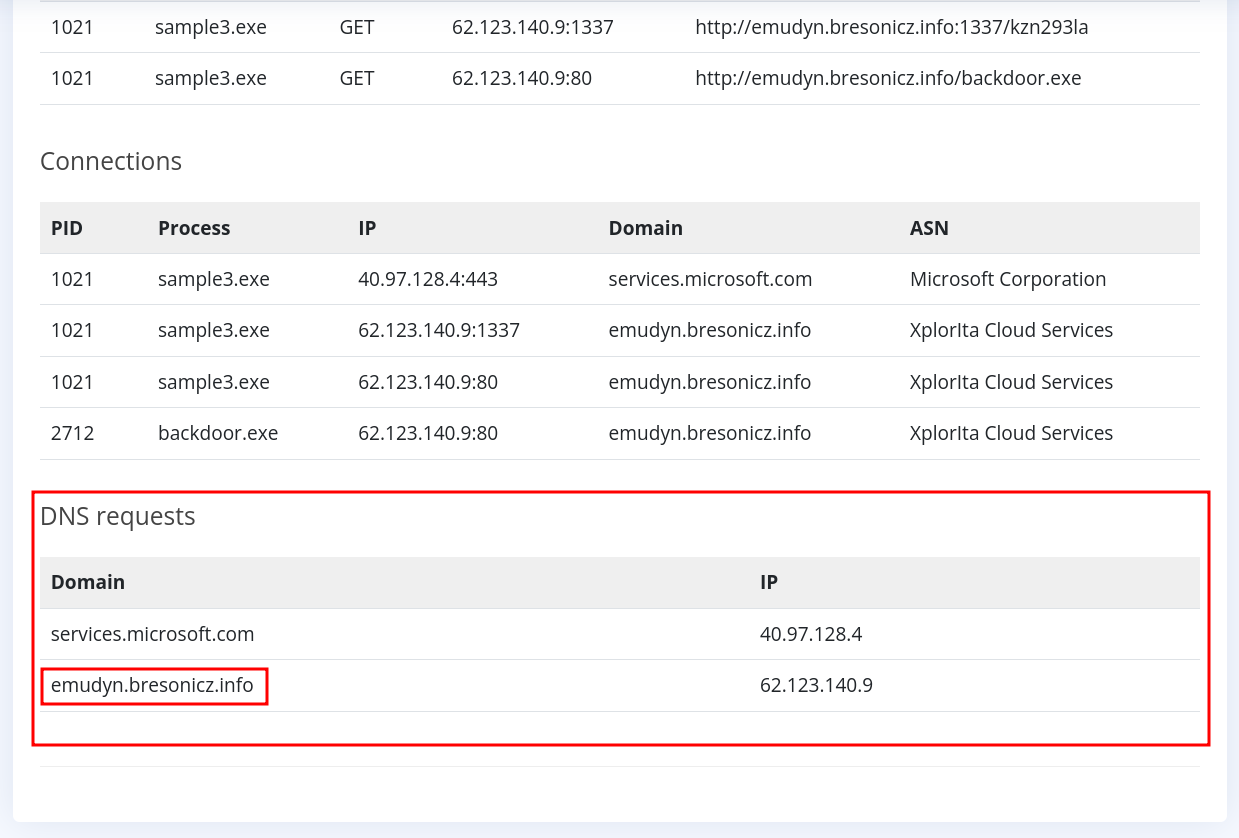 1021 sample3.exe GET 62.123.140.9:1337 http://emudyn.bresonicz.info:1337/kzn293la
1021 sample3.exe GET 62.123.140.9:80 http://emudyn.bresonicz.info/backdoor.exe
Connections
PID Process IP Domain ASN
1021 sample3.exe 40.97.128.4:443 services.microsoft.com Microsoft Corporation
1021 sample3.exe 62.123.140.9:1337 emudyn.bresonicz.info XplorIta Cloud Services
1021 sample3.exe 62.123.140.9:80 emudyn.bresonicz.info XplorIta Cloud Services
2712 backdoor.exe 62.123.140.9:80 emudyn.bresonicz.info XplorIta Cloud Services
DNS requests
Domain IP
services.microsoft.com 40.97.128.4
emudyn.bresonicz.info 62.123.140.9